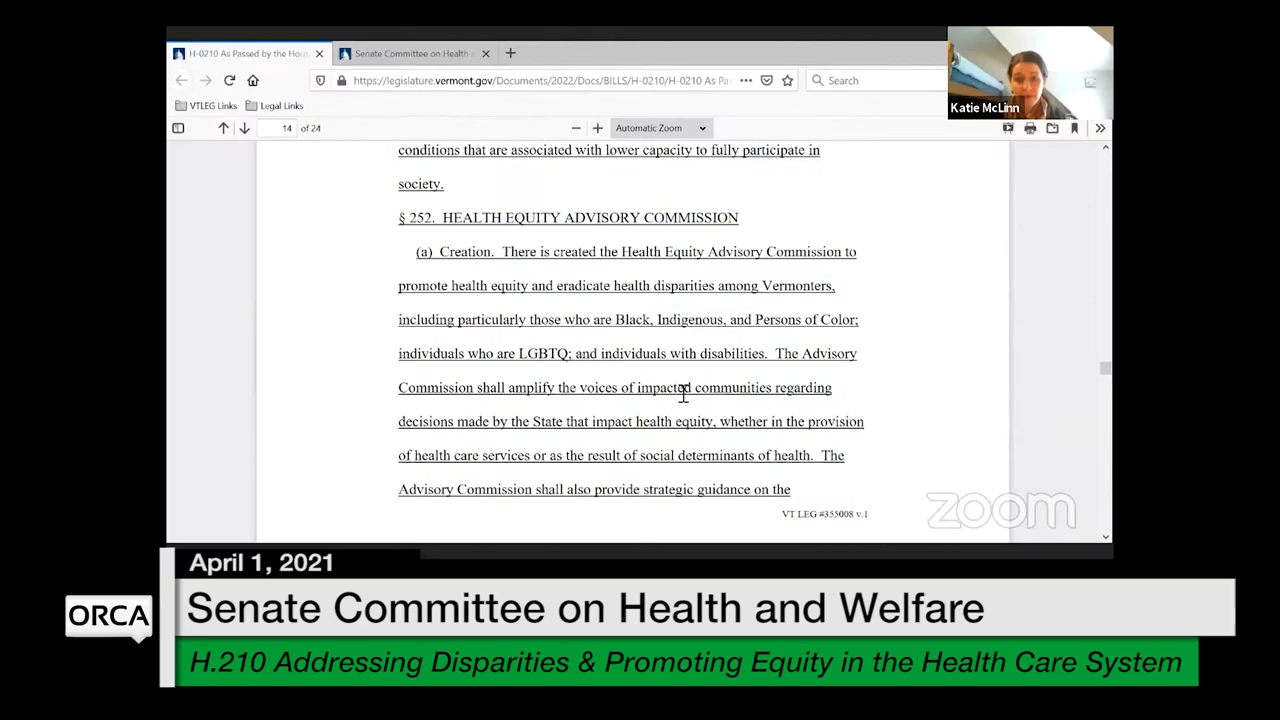 H-0210 As Passed by the Hou
Senate Committee on Health a
https://legislature.vermont.gov/Documents/2022/Docs/BILLS/H-0210/H-0210 As Pa
Search
Katie McLinn
VTLEG Links
Legal Links
14 of 24
Automatic Zoom
conditions that are associated with lower capacity to fully participate in
society.
§ 252. HEALTH EQUITY ADVISORY COMMISSION
(a) Creation. There is created the Health Equity Advisory Commission to
promote health equity and eradicate health disparities among Vermonters,
including particularly those who are Black, Indigenous, and Persons of Color;
individuals who are LGBTQ; and individuals with disabilities. The Advisory
Commission shall amplify the voices of impacted communities regarding
decisions made by the State that impact health equity, whether in the provision
of health care services or as the result of social determinants of health. The
Advisory Commission shall also provide strategic guidance on the
VT LEG #355008 v.1
zoom
April 1, 2021
ORCA
Senate Committee on Health and Welfare
H.210 Addressing Disparities & Promoting Equity in the Health Care System